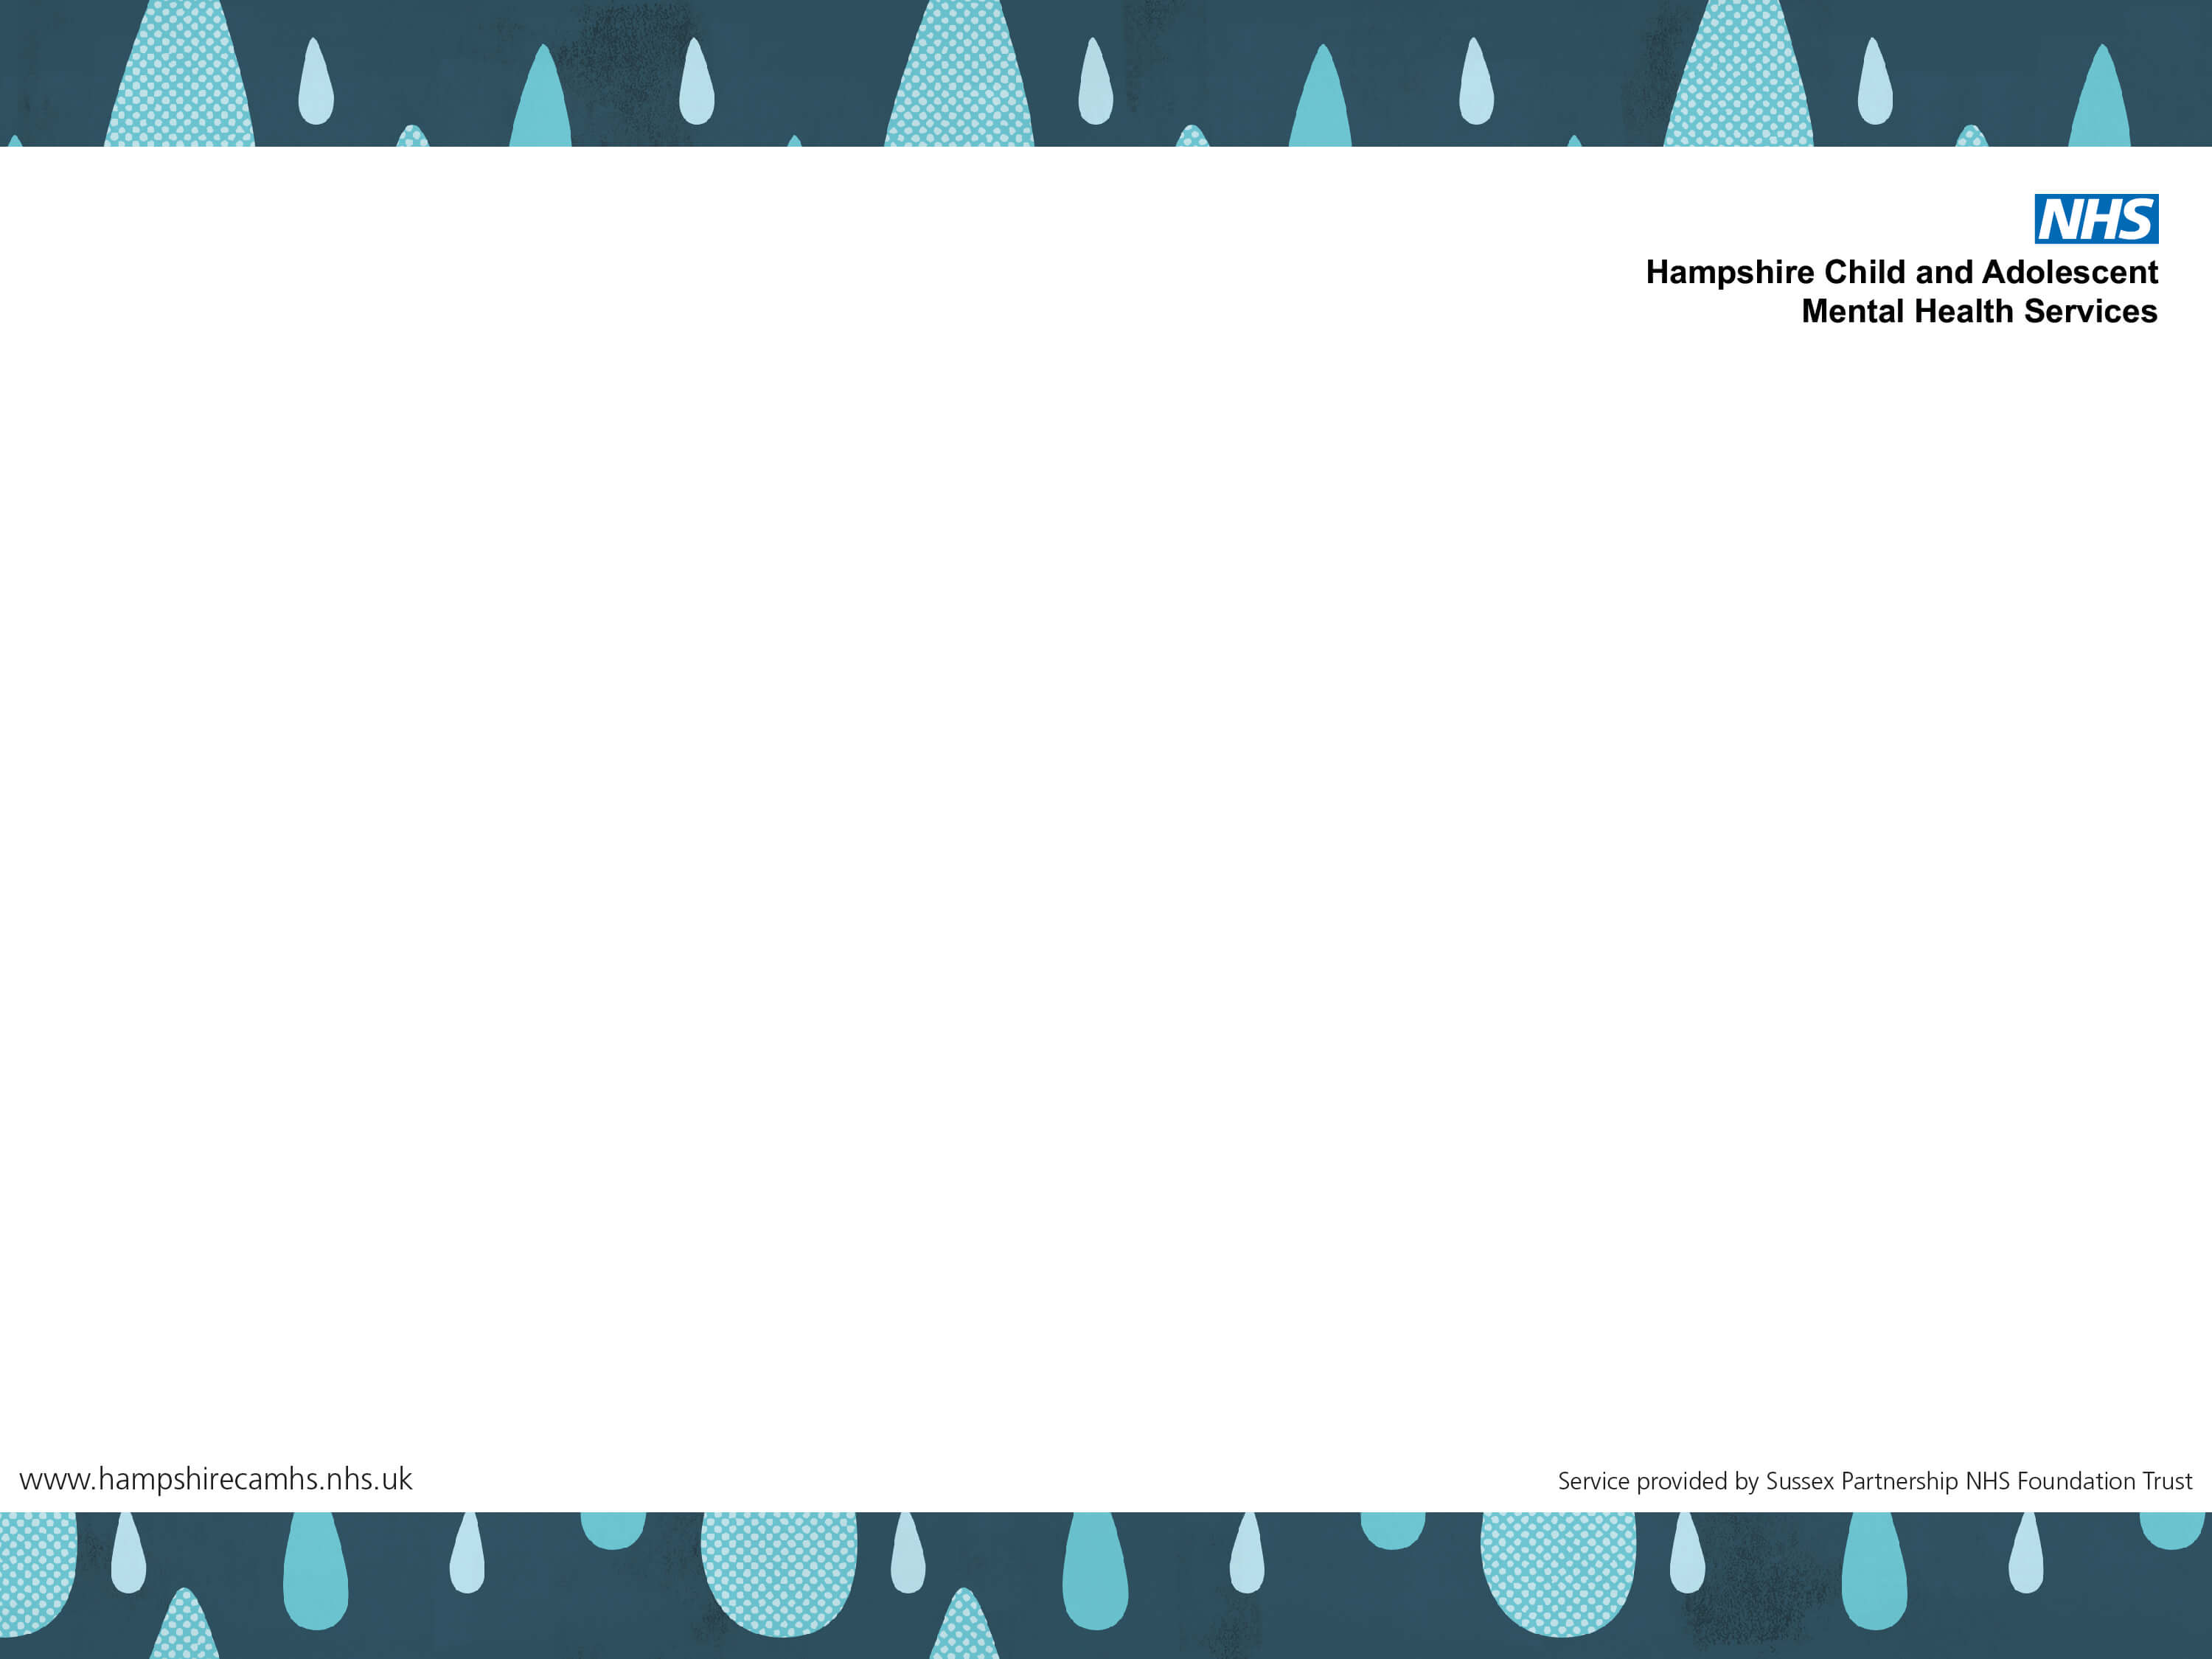 NHS
Hampshire Child and Adolescent
Mental Health Services
www.hampshirecamhs.nhs.uk
Service provided by Sussex Partnership NHS Foundation Trust